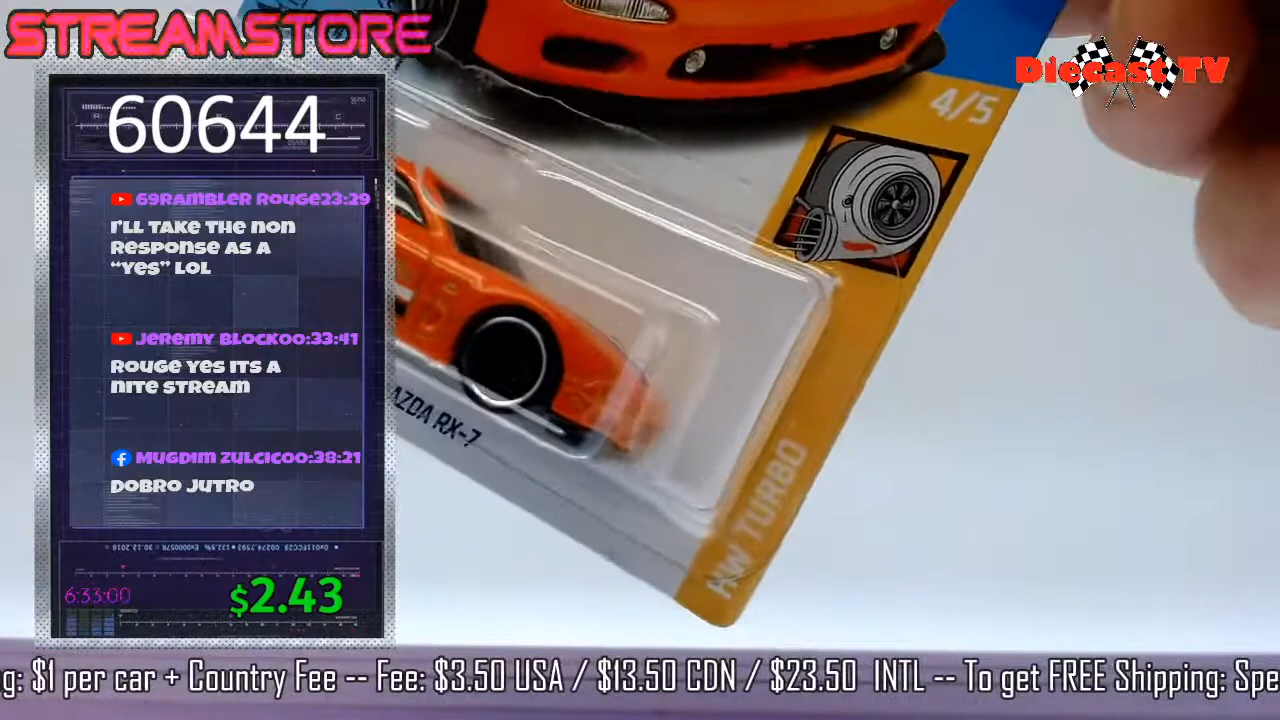 STREAMSTORE
Diecast TV
60644
4/5
69Rambler Rouge23:29
I'll take the non
response as a
"yes" LOL
Jeremy Block00:33:41
Rouge yes its a
nite stream
Mugdim Zulcic00:38:21
Dobro jutro
AZDA RX-7
HW TURBO
6:33:00
$2.43
g: $1 per car + Country Fee -- Fee: $3.50 USA / $13.50 CDN / $23.50 INTL -- To get FREE Shipping: Spe